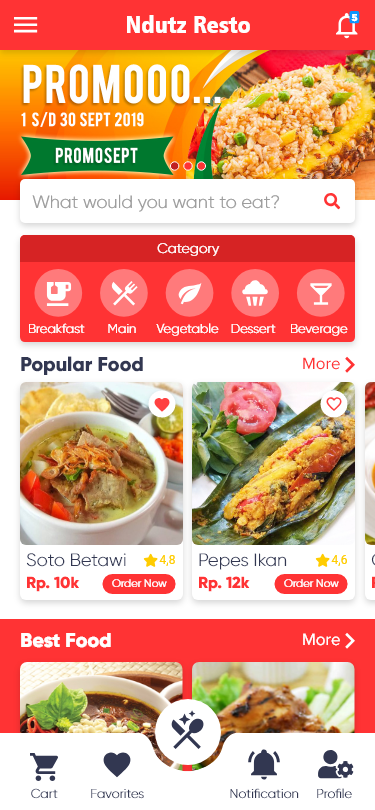 Ndutz Resto
5
PROMOOO...
1 S/D 30 SEPT 2019
PROMOSEPT
What would you want to eat?
Category
Breakfast Main Vegetable Dessert Beverage
Popular Food More
Soto Betawi 4,8
Rp. 10k Order Now
Pepes Ikan 4,6
Rp. 12k Order Now
Best Food More
Cart Favorites Notification Profile